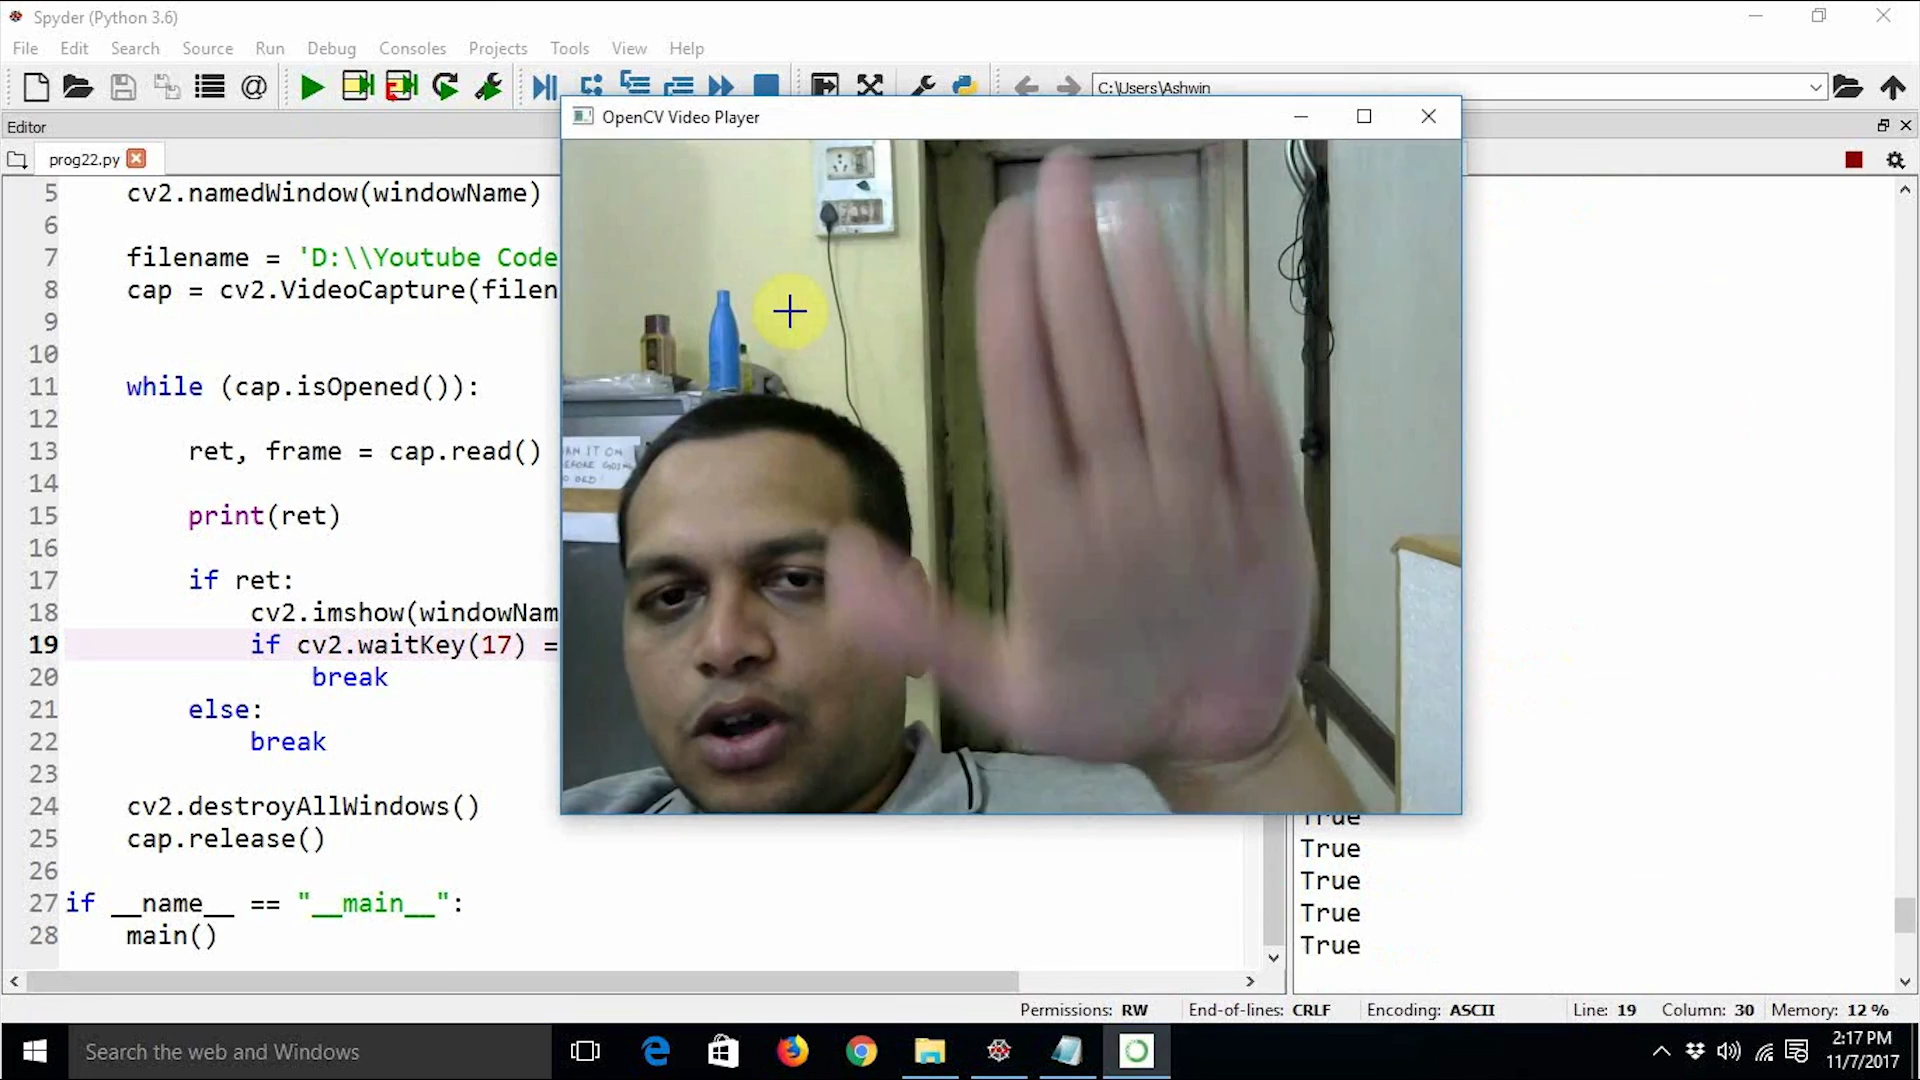 Spyder (Python 3.6)
File Edit Search Source Run Debug Consoles Projects Tools View Help
C:\Users\Ashwin
Editor
OpenCV Video Player
prog22.py
5 cv2.namedWindow(windowName)
6
7 filename = 'D:\\Youtube Code
8 cap = cv2.VideoCapture(filen
9
10
11 while (cap.isOpened()):
12
13 ret, frame = cap.read()
14
15 print(ret)
16
17 if ret:
18 cv2.imshow(windowNam
19 if cv2.waitKey(17) =
20 break
21 else:
22 break
23
24 cv2.destroyAllWindows()
25 cap.release()
26
27 if __name__ == "__main__":
28 main()
IT ON
BEFORE GOING
True
True
True
True
True
Permissions: RW End-of-lines: CRLF Encoding: ASCII Line: 19 Column: 30 Memory: 12 %
Search the web and Windows
2:17 PM
11/7/2017